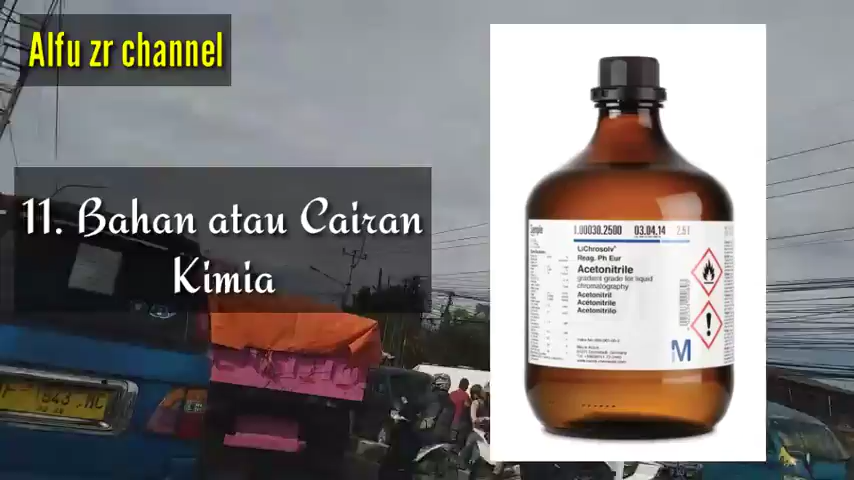 Alfu zr channel
11. Bahan atau Cairan
Kimia
1.00030.2500 03.04.14 2.5 l
LiChrosolv®
Reag. Ph Eur
Acetonitrile
gradient grade for liquid
chromatography
Acetonitril
Acetonitrile
Acetonitrilo
M